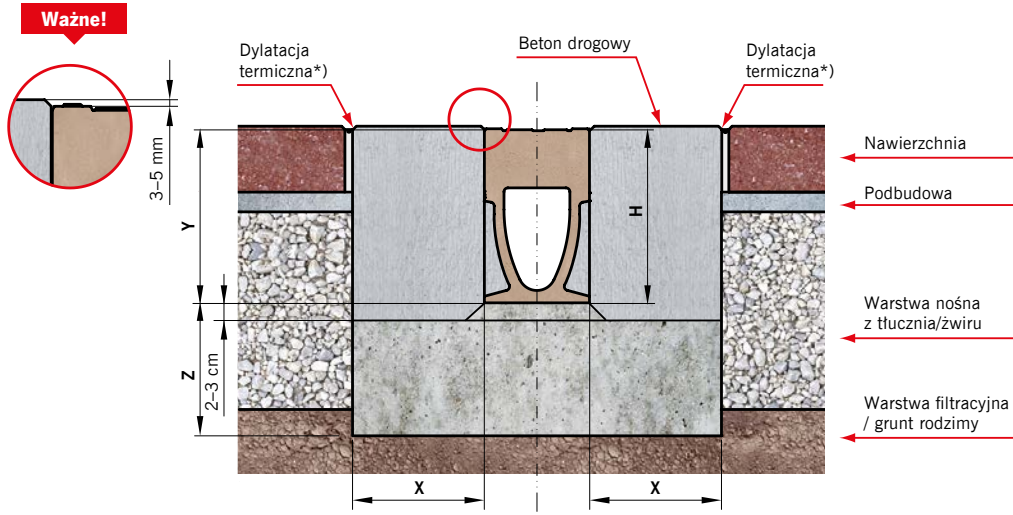 Ważne!
Dylatacja
termiczna*)
Beton drogowy
Dylatacja
termiczna*)
3–5 mm
Y
H
Z
2–3 cm
X
X
Nawierzchnia
Podbudowa
Warstwa nośna
z tłucznia/żwiru
Warstwa filtracyjna
/ grunt rodzimy